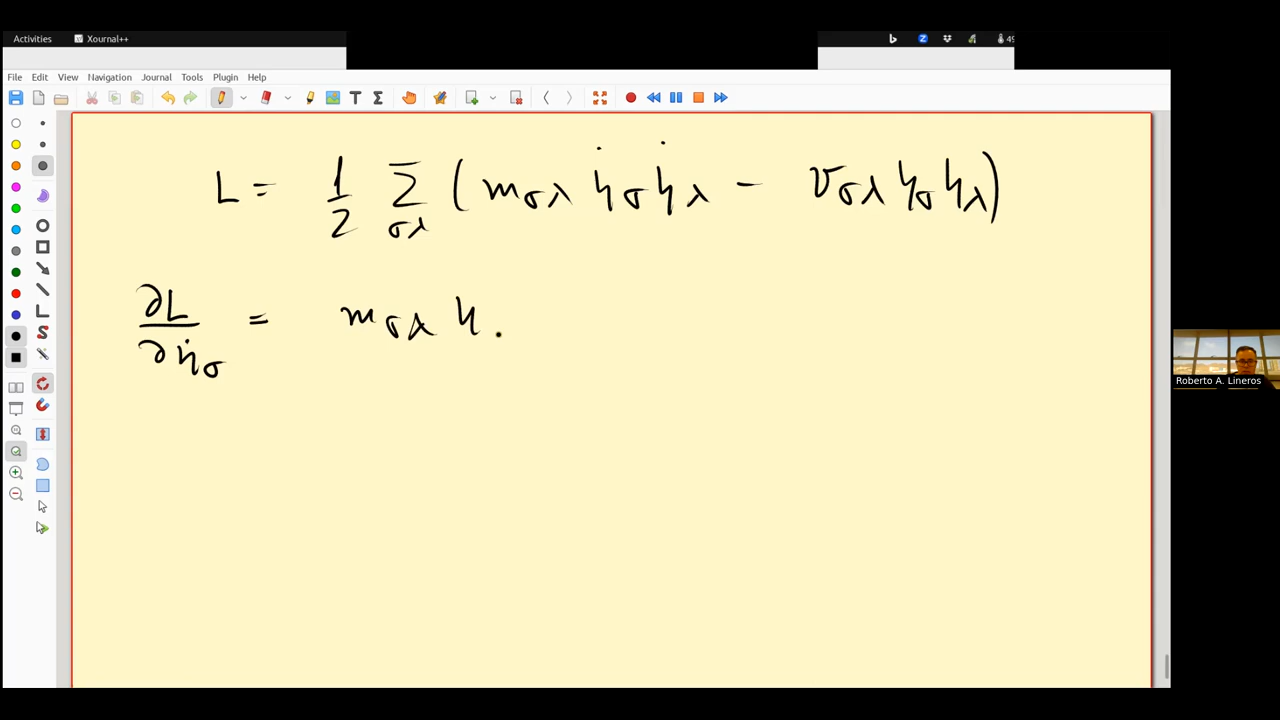 Activities Xournal++
49
File Edit View Navigation Journal Tools Plugin Help
L = 1/2 Σ_σλ ( m_σλ η̇_σ η̇_λ − v_σλ η_σ η_λ )
∂L/∂η̇_σ = m_σλ η
Roberto A. Lineros